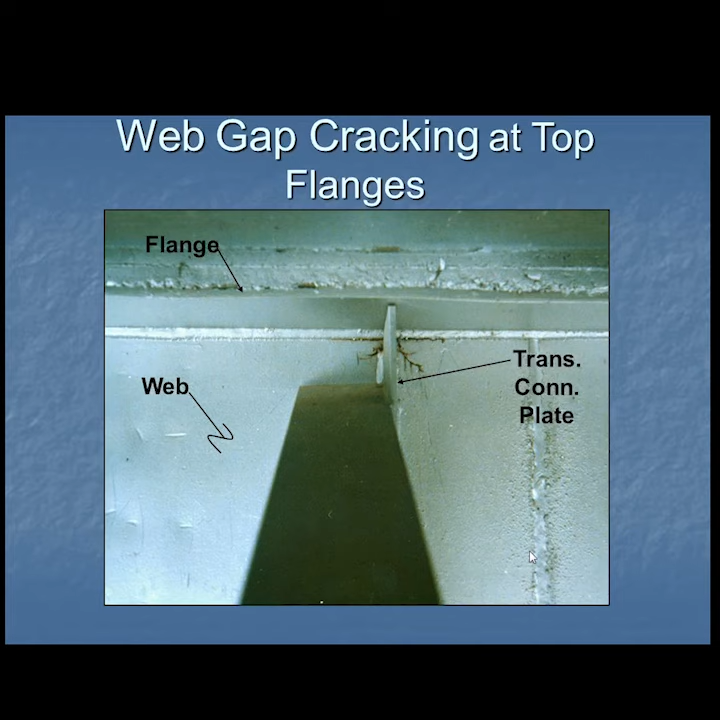 Web Gap Cracking at Top
Flanges
Flange
Web
Trans.
Conn.
Plate